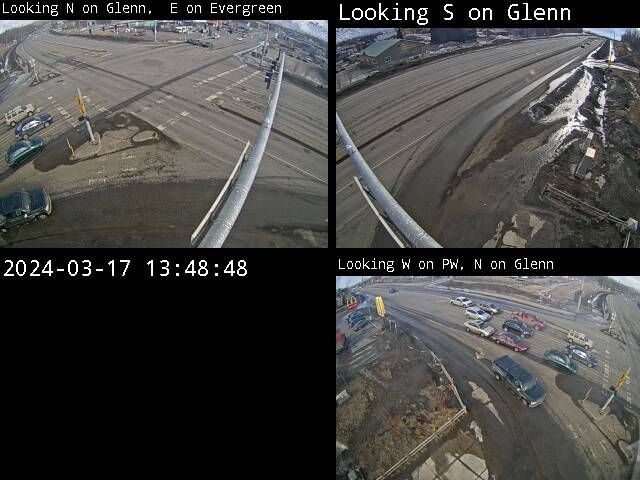 Looking N on Glenn, E on Evergreen
Looking S on Glenn
2024-03-17 13:48:48
Looking W on PW, N on Glenn